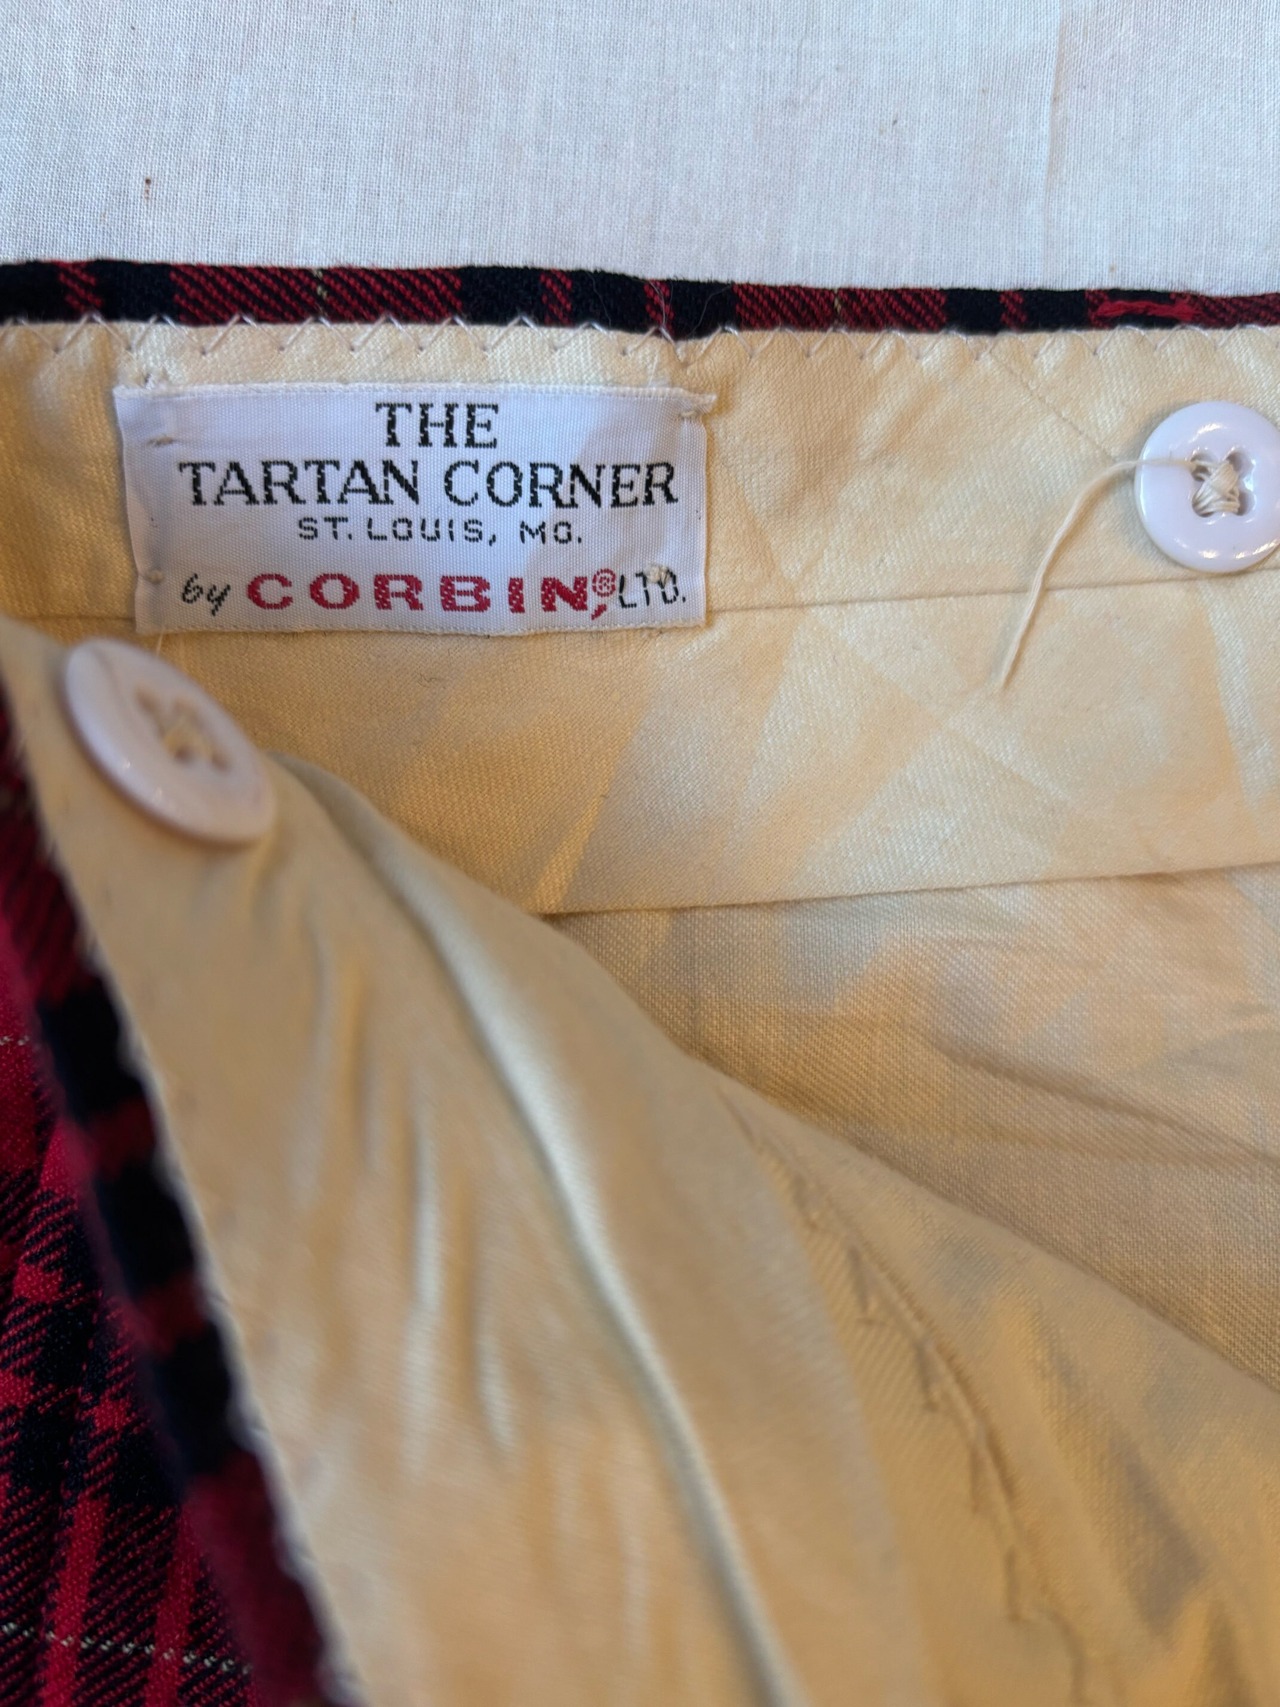 THE
TARTAN CORNER
ST. LOUIS, MO.
by CORBIN,® LTD.